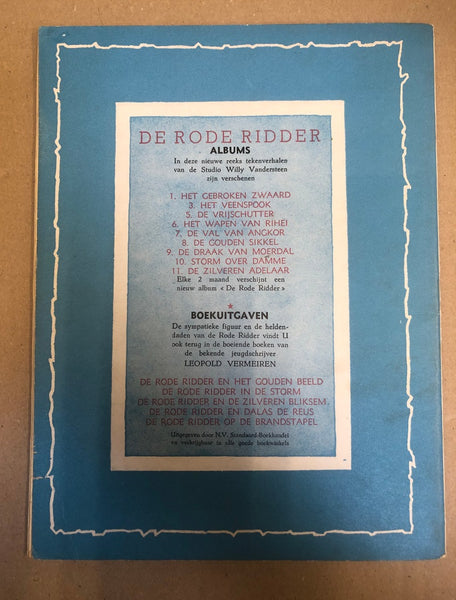 DE RODE RIDDER
ALBUMS
In deze nieuwe reeks tekenverhalen
van de Studio Willy Vandersteen
zijn verschenen
1. HET GEBROKEN ZWAARD
3. HET VEENSPOOK
5. DE VRIJSCHUTTER
6. HET WAPEN VAN RIHEI
7. DE VAL VAN ANGKOR
8. DE GOUDEN SIKKEL
9. DE DRAAK VAN MOERDAL
10. STORM OVER DAMME
11. DE ZILVEREN ADELAAR
Elke 2 maand verschijnt een
nieuw album « De Rode Ridder »
BOEKUITGAVEN
De sympatieke figuur en de helden-
daden van de Rode Ridder vindt U
ook terug in de boeiende boeken van
de bekende jeugdschrijver
LEOPOLD VERMEIREN
DE RODE RIDDER EN HET GOUDEN BEELD
DE RODE RIDDER IN DE STORM
DE RODE RIDDER EN DE ZILVEREN BLIKSEM
DE RODE RIDDER EN DALAS DE REUS
DE RODE RIDDER OP DE BRANDSTAPEL
Uitgegeven door N.V. Standaard-Boekhandel
en verkrijgbaar in alle goede boekwinkels